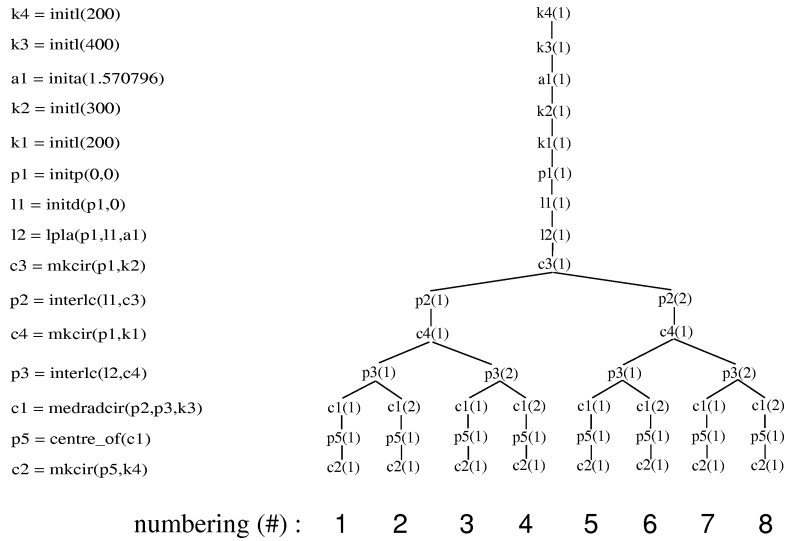 k4 = initl(200) k4(1)
k3 = initl(400) k3(1)
a1 = inita(1.570796) a1(1)
k2 = initl(300) k2(1)
k1 = initl(200) k1(1)
p1 = initp(0,0) p1(1)
l1 = initd(p1,0) l1(1)
l2 = lpla(p1,l1,a1) l2(1)
c3 = mkcir(p1,k2) c3(1)
p2 = interlc(l1,c3) p2(1) p2(2)
c4 = mkcir(p1,k1) c4(1) c4(1)
p3 = interlc(l2,c4) p3(1) p3(2) p3(1) p3(2)
c1 = medradcir(p2,p3,k3) c1(1) c1(2) c1(1) c1(2) c1(1) c1(2) c1(1) c1(2)
p5 = centre_of(c1) p5(1) p5(1) p5(1) p5(1) p5(1) p5(1) p5(1) p5(1)
c2 = mkcir(p5,k4) c2(1) c2(1) c2(1) c2(1) c2(1) c2(1) c2(1) c2(1)
numbering (#) : 1 2 3 4 5 6 7 8